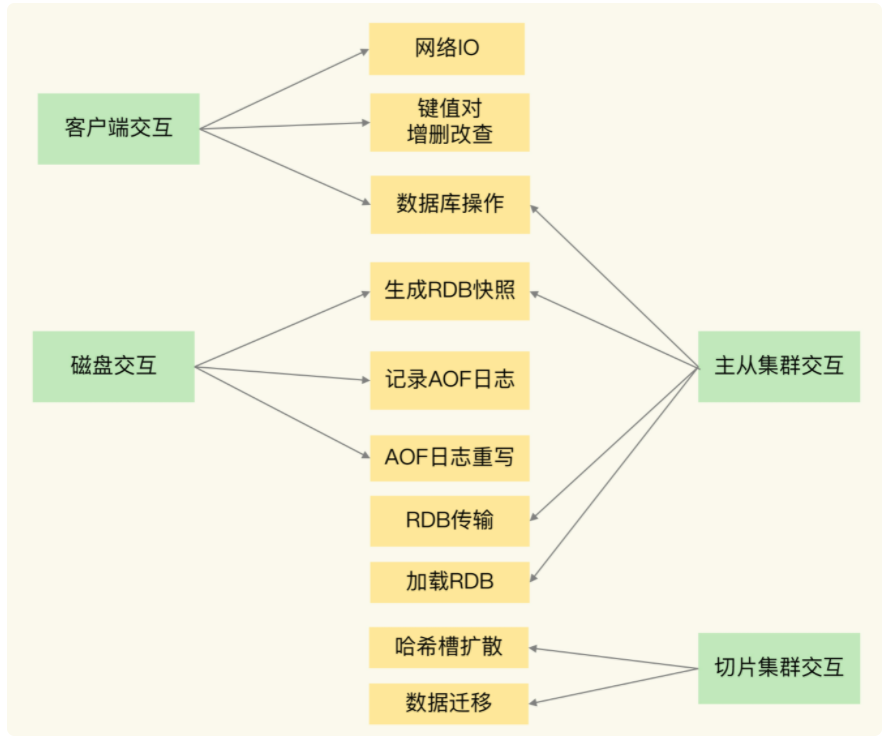 网络IO
客户端交互
键值对
增删改查
数据库操作
生成RDB快照
磁盘交互
主从集群交互
记录AOF日志
AOF日志重写
RDB传输
加载RDB
哈希槽扩散
切片集群交互
数据迁移